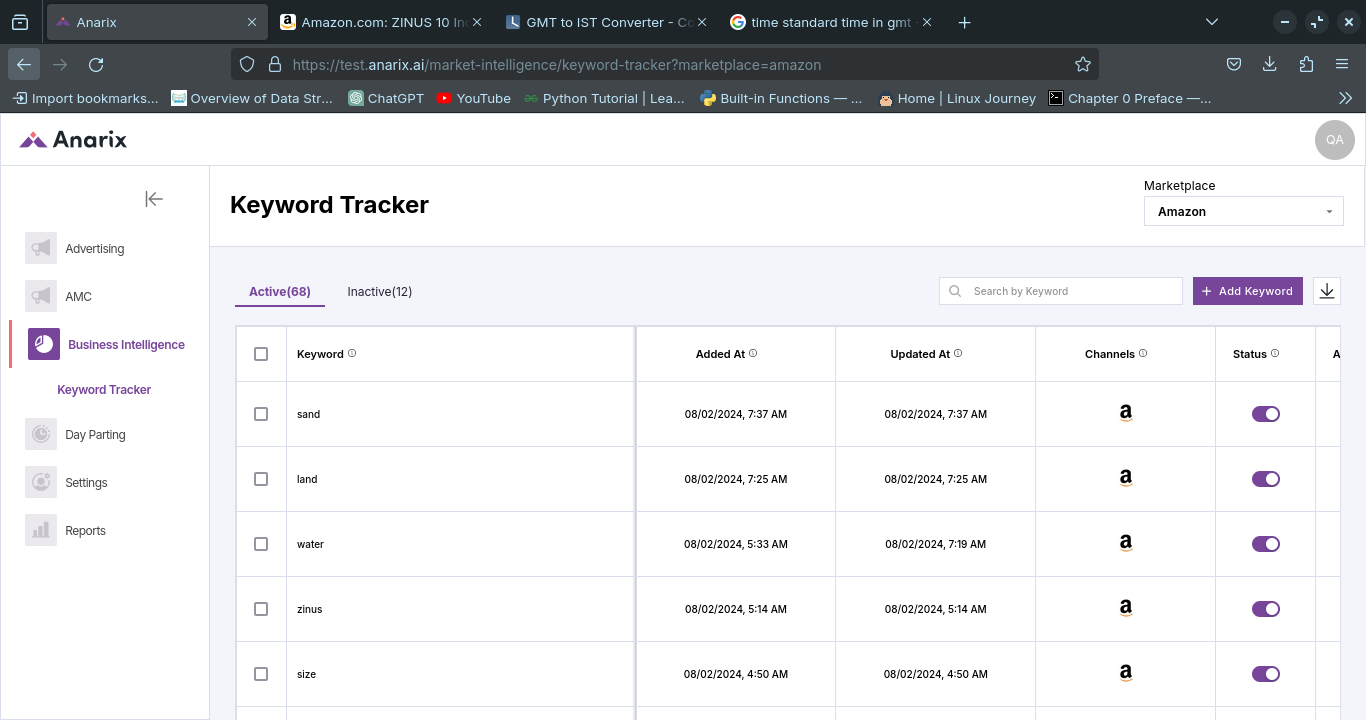 Anarix
Amazon.com: ZINUS 10 In
GMT to IST Converter - Co
time standard time in gmt -
https://test.anarix.ai/market-intelligence/keyword-tracker?marketplace=amazon
Import bookmarks...
Overview of Data Str...
ChatGPT
YouTube
Python Tutorial | Lea...
Built-in Functions — ...
Home | Linux Journey
Chapter 0 Preface —...
Anarix
QA
Keyword Tracker
Marketplace
Amazon
Advertising
AMC
Business Intelligence
Keyword Tracker
Day Parting
Settings
Reports
Active(68)
Inactive(12)
Search by Keyword
+ Add Keyword
Keyword Added At Updated At Channels Status A
sand 08/02/2024, 7:37 AM 08/02/2024, 7:37 AM a
land 08/02/2024, 7:25 AM 08/02/2024, 7:25 AM a
water 08/02/2024, 5:33 AM 08/02/2024, 7:19 AM a
zinus 08/02/2024, 5:14 AM 08/02/2024, 5:14 AM a
size 08/02/2024, 4:50 AM 08/02/2024, 4:50 AM a